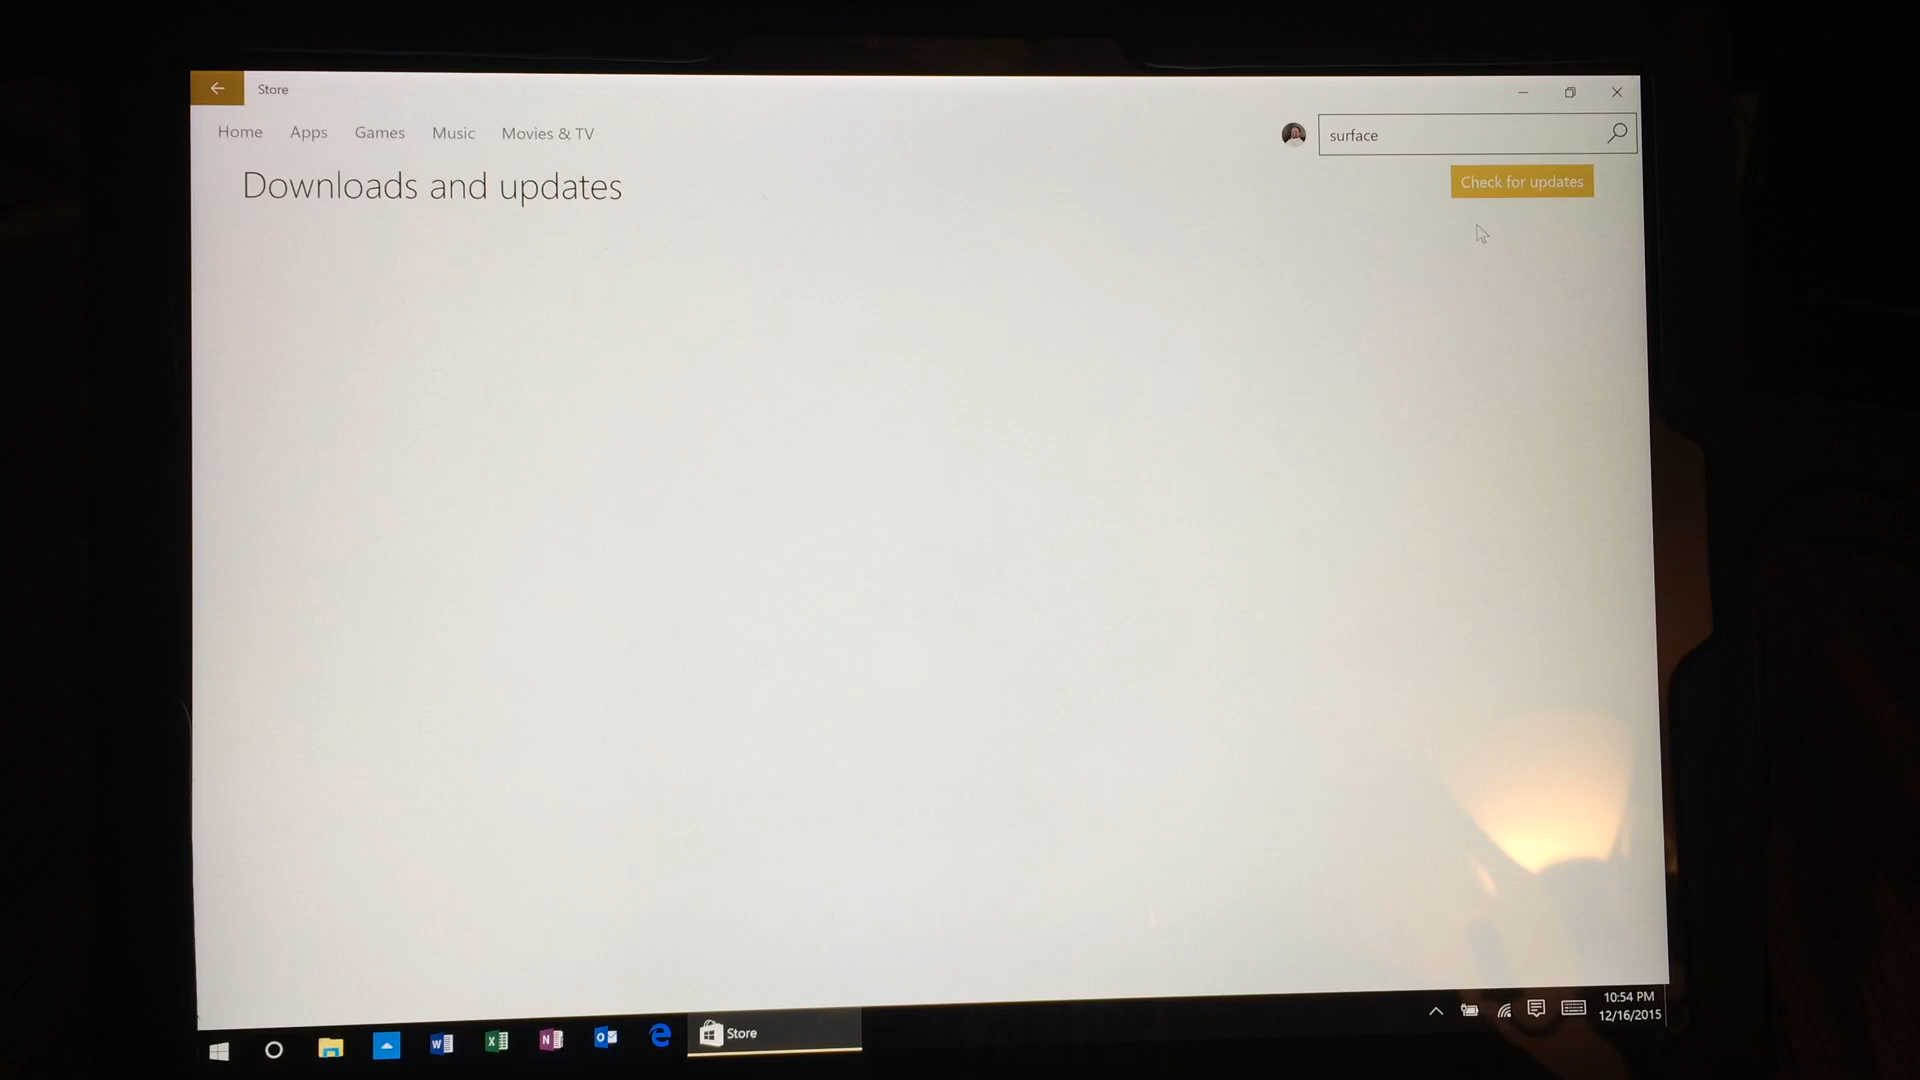 Store
Home Apps Games Music Movies & TV
surface
Downloads and updates
Check for updates
Store
10:54 PM
12/16/2015